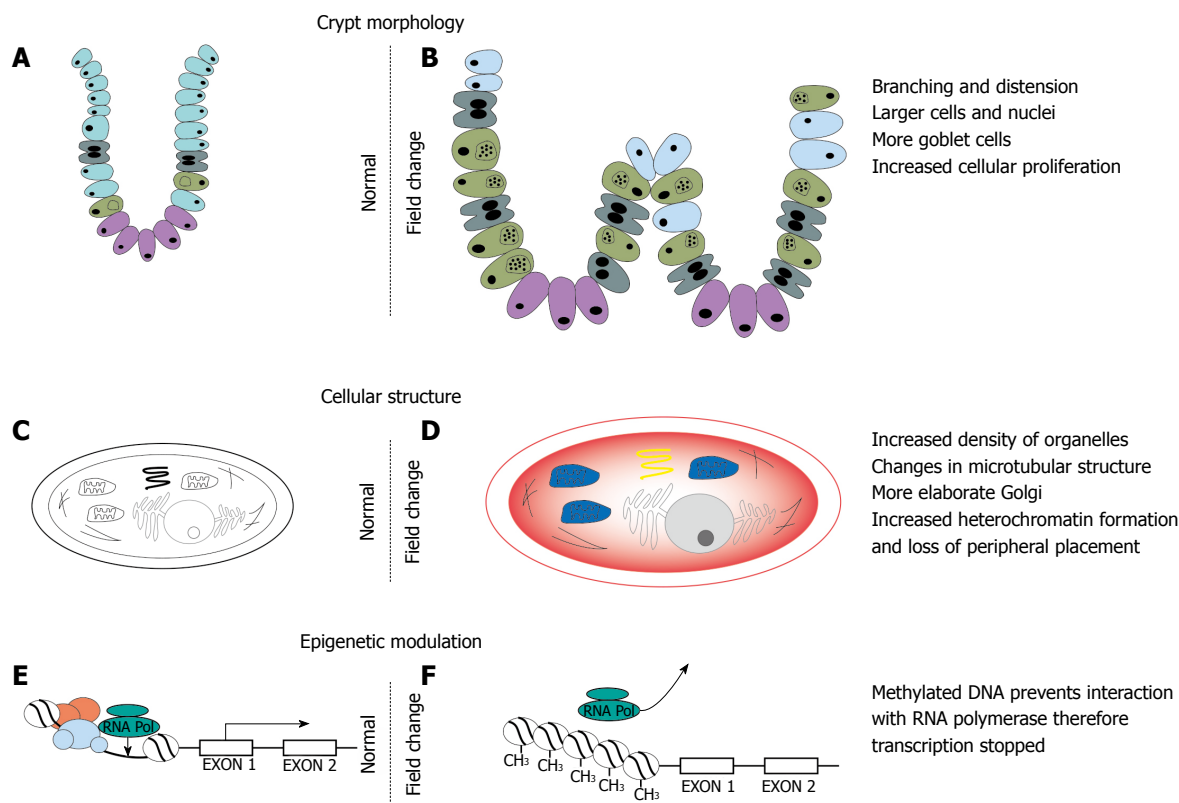 Crypt morphology
A
Normal
Field change
B
Branching and distension
Larger cells and nuclei
More goblet cells
Increased cellular proliferation
Cellular structure
C
Normal
Field change
D
Increased density of organelles
Changes in microtubular structure
More elaborate Golgi
Increased heterochromatin formation
and loss of peripheral placement
Epigenetic modulation
E
RNA Pol
EXON 1
EXON 2
Normal
Field change
F
RNA Pol
CH₃
CH₃
CH₃
CH₃
CH₃
EXON 1
EXON 2
Methylated DNA prevents interaction
with RNA polymerase therefore
transcription stopped